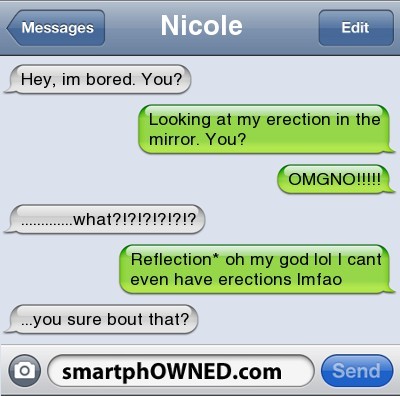 Messages
Nicole
Edit
Hey, im bored. You?
Looking at my erection in the
mirror. You?
OMGNO!!!!!
.............what?!?!?!?!?!?
Reflection* oh my god lol I cant
even have erections lmfao
...you sure bout that?
smartphOWNED.com
Send